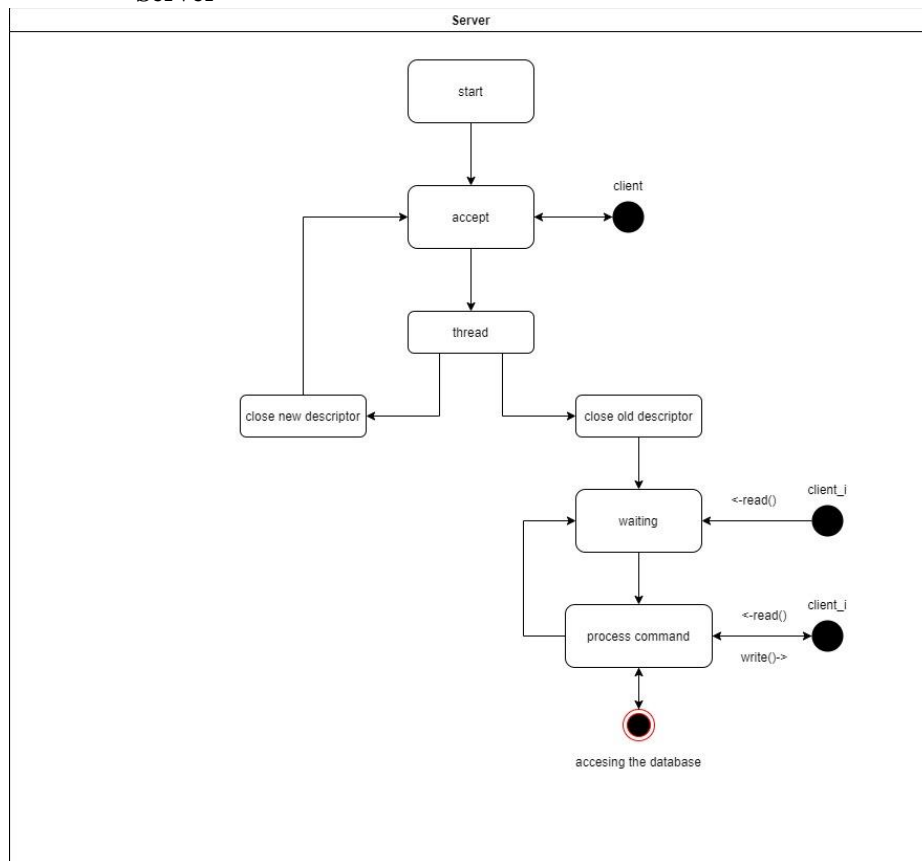 Server
Server
start
client
accept
thread
close new descriptor
close old descriptor
client_i
<-read()
waiting
client_i
<-read()
process command
write()->
accesing the database